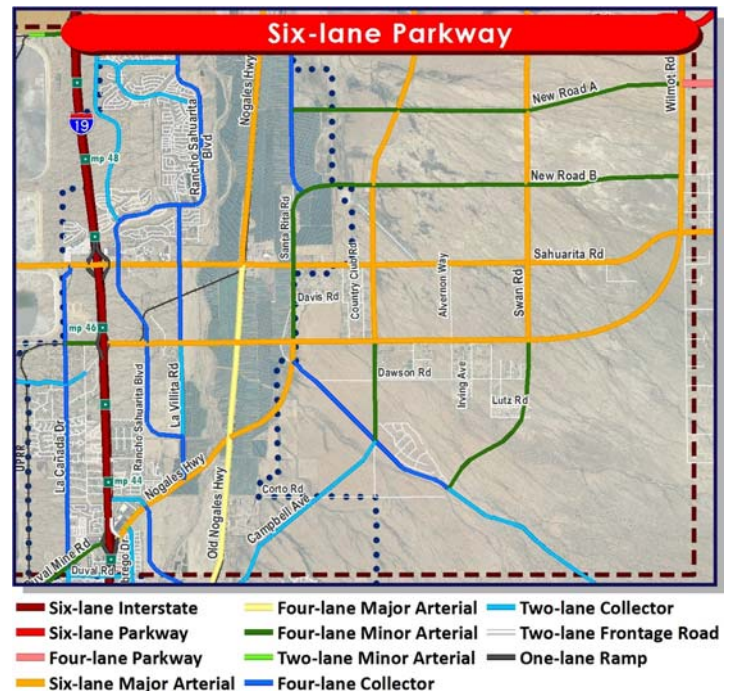 Six-lane Parkway
19
mp 48
Rancho Sahuarita
Blvd
Nogales Hwy
Wilmot Rd
New Road A
New Road B
Santa Rita Rd
Country Club Rd
Sahuarita Rd
Alvernon Way
Swan Rd
Davis Rd
mp 46
Rancho Sahuarita Blvd
La Villita Rd
Dawson Rd
Irving Ave
Lutz Rd
UPRR
La Cañada Dr
mp 44
Nogales Hwy
Old Nogales Hwy
Corto Rd
Campbell Ave
Duval Mine Rd
Duval Rd
Six-lane Interstate
Six-lane Parkway
Four-lane Parkway
Six-lane Major Arterial
Four-lane Major Arterial
Four-lane Minor Arterial
Two-lane Minor Arterial
Four-lane Collector
Two-lane Collector
Two-lane Frontage Road
One-lane Ramp